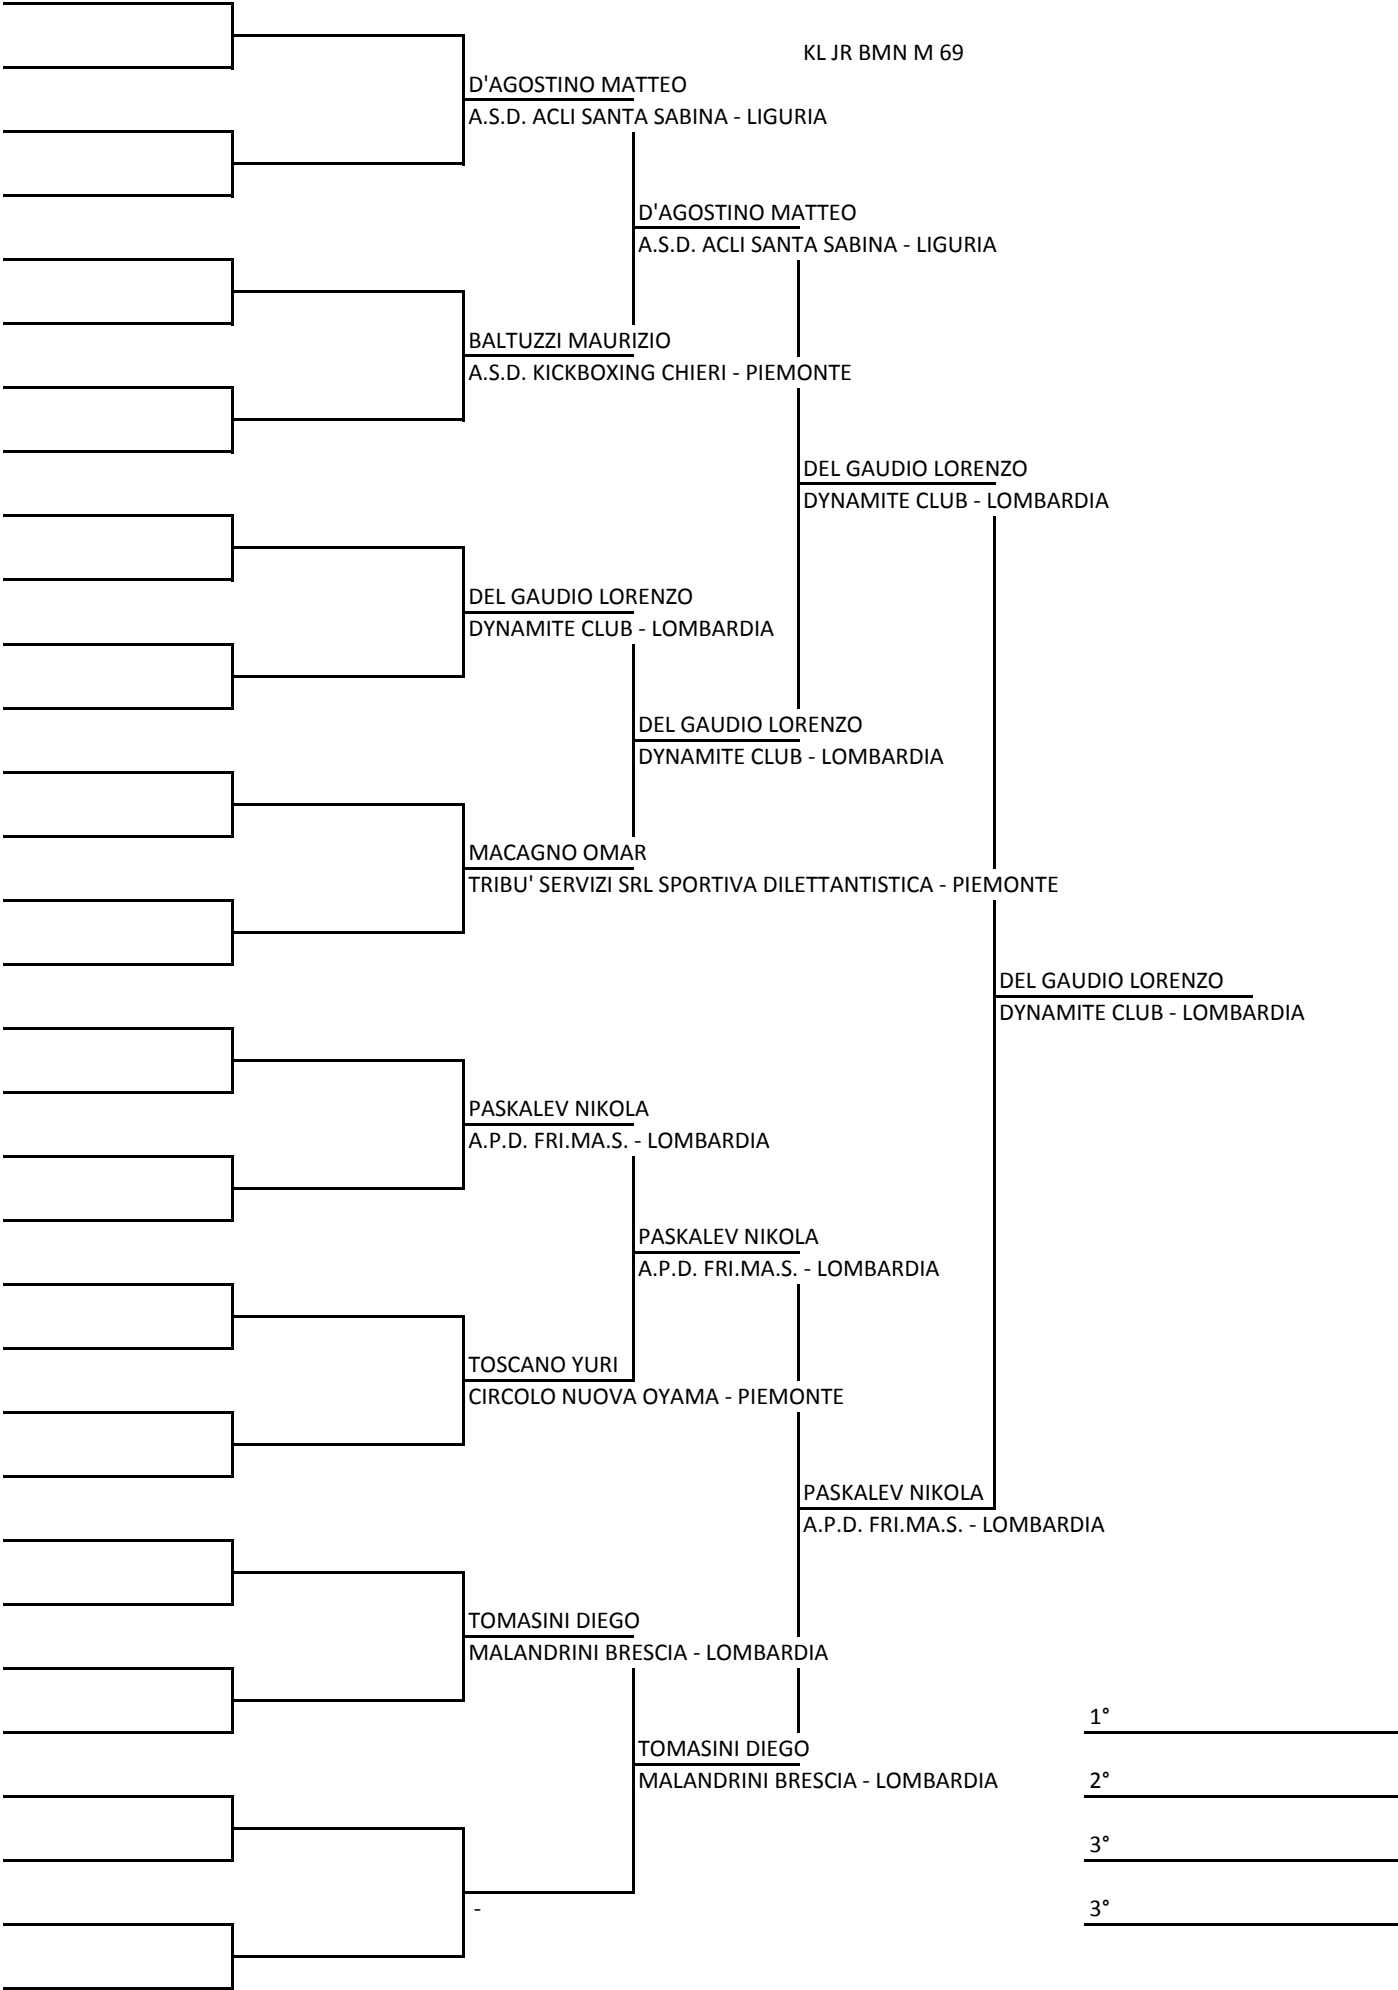 KL JR BMN M 69
D'AGOSTINO MATTEO
A.S.D. ACLI SANTA SABINA - LIGURIA
D'AGOSTINO MATTEO
A.S.D. ACLI SANTA SABINA - LIGURIA
BALTUZZI MAURIZIO
A.S.D. KICKBOXING CHIERI - PIEMONTE
DEL GAUDIO LORENZO
DYNAMITE CLUB - LOMBARDIA
DEL GAUDIO LORENZO
DYNAMITE CLUB - LOMBARDIA
DEL GAUDIO LORENZO
DYNAMITE CLUB - LOMBARDIA
MACAGNO OMAR
TRIBU' SERVIZI SRL SPORTIVA DILETTANTISTICA - PIEMONTE
DEL GAUDIO LORENZO
DYNAMITE CLUB - LOMBARDIA
PASKALEV NIKOLA
A.P.D. FRI.MA.S. - LOMBARDIA
PASKALEV NIKOLA
A.P.D. FRI.MA.S. - LOMBARDIA
TOSCANO YURI
CIRCOLO NUOVA OYAMA - PIEMONTE
PASKALEV NIKOLA
A.P.D. FRI.MA.S. - LOMBARDIA
TOMASINI DIEGO
MALANDRINI BRESCIA - LOMBARDIA
1°
TOMASINI DIEGO
MALANDRINI BRESCIA - LOMBARDIA
2°
3°
-
3°